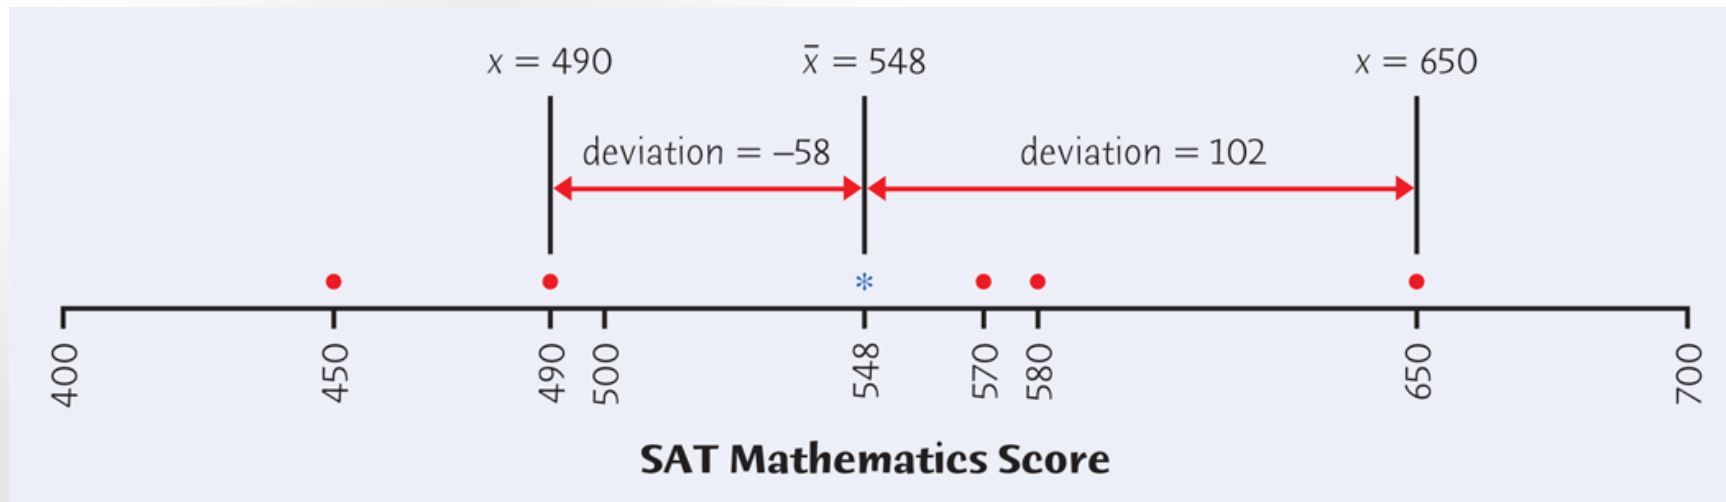 x = 490 x̄ = 548 x = 650
deviation = –58 deviation = 102
*
400 450 490 500 548 570 580 650 700
SAT Mathematics Score